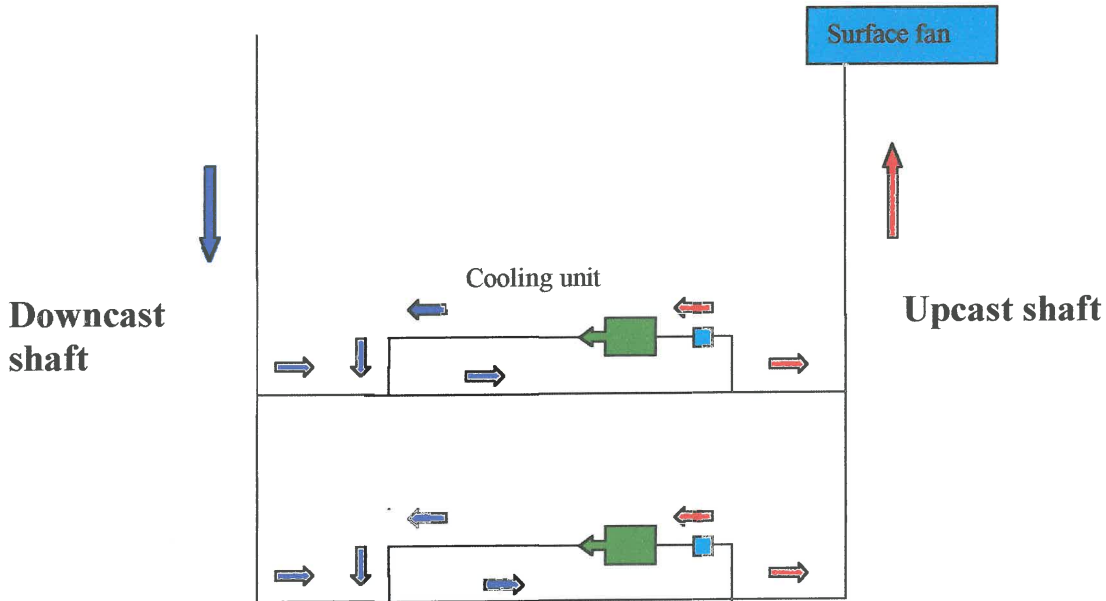 Surface fan
Cooling unit
Downcast
shaft
Upcast shaft